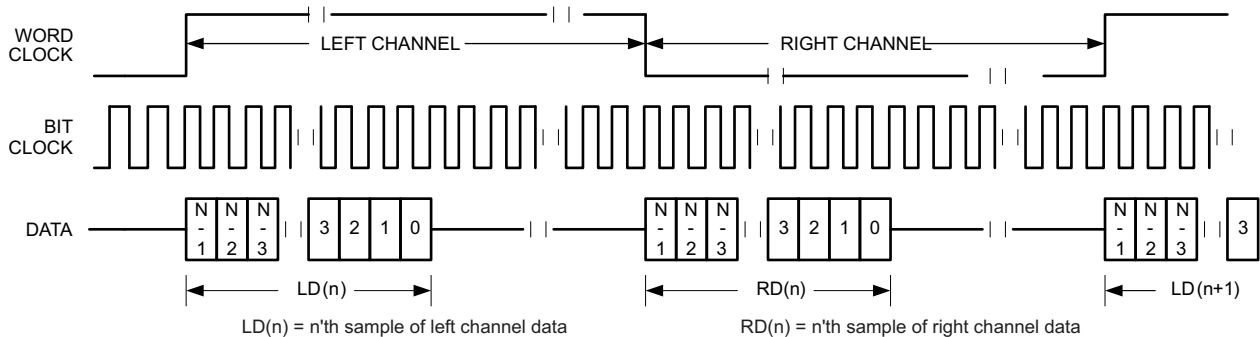 WORD
CLOCK
LEFT CHANNEL
RIGHT CHANNEL
BIT
CLOCK
DATA
N-1 N-2 N-3 3 2 1 0
N-1 N-2 N-3 3 2 1 0
N-1 N-2 N-3 3
LD(n)
RD(n)
LD(n+1)
LD(n) = n'th sample of left channel data
RD(n) = n'th sample of right channel data